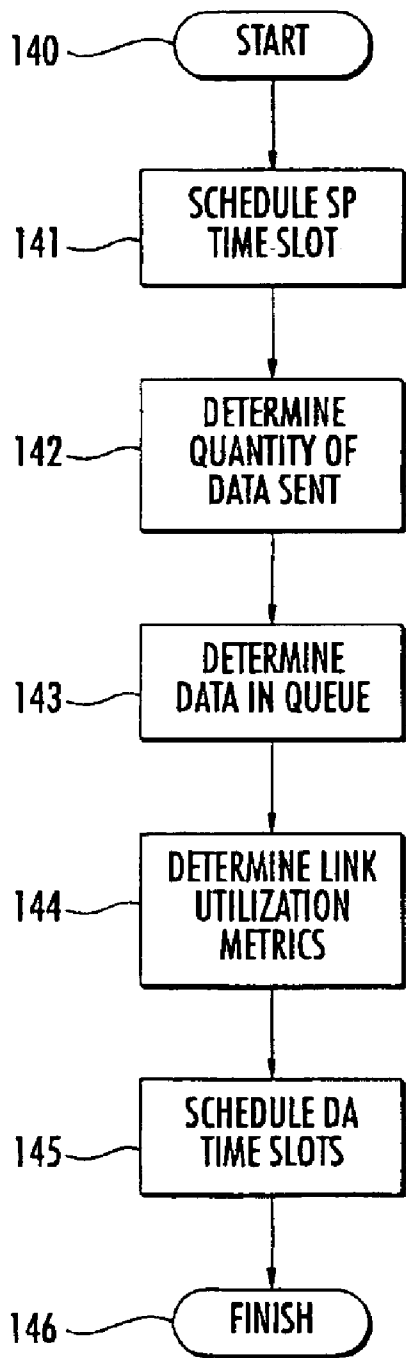 140
START
141
SCHEDULE SP
TIME-SLOT
142
DETERMINE
QUANTITY OF
DATA SENT
143
DETERMINE
DATA IN QUEUE
144
DETERMINE LINK
UTILIZATION
METRICS
145
SCHEDULE DA
TIME SLOTS
146
FINISH